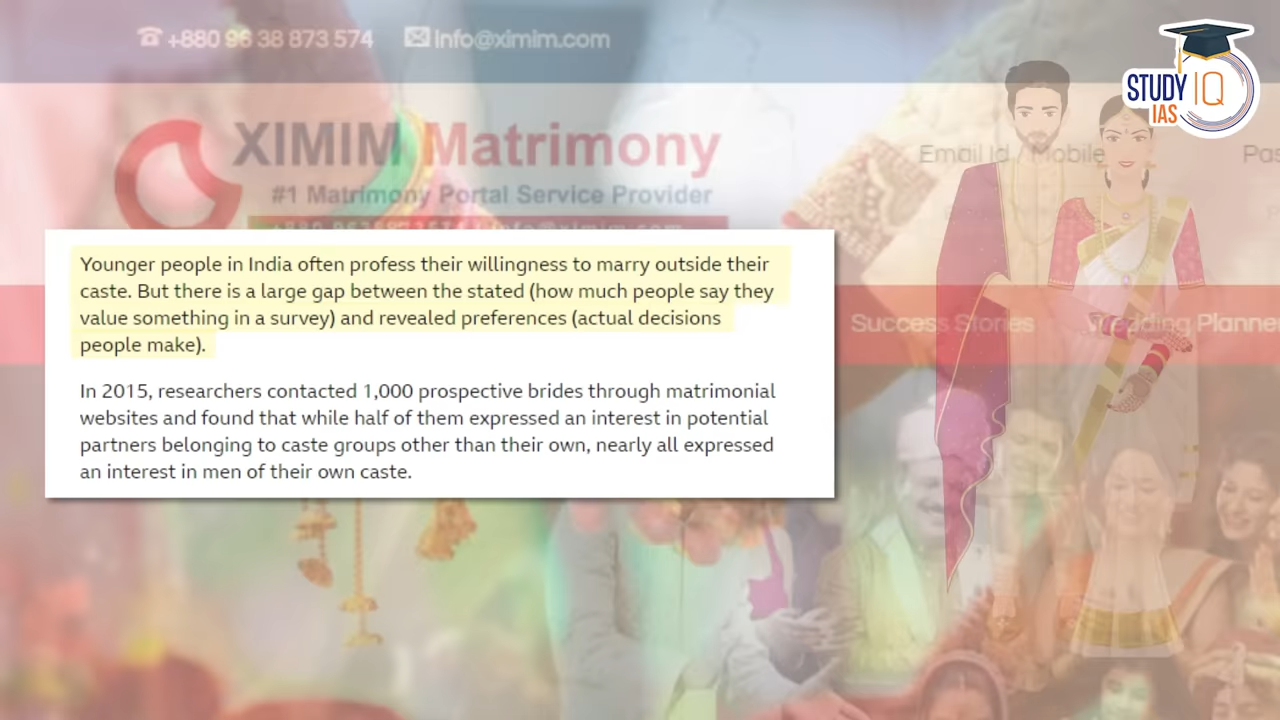 +880 96 38 873 574
Info@ximim.com
STUDY IQ
IAS
XIMIM Matrimony
Email Id / Mobile
#1 Matrimony Portal Service Provider
Younger people in India often profess their willingness to marry outside their
caste. But there is a large gap between the stated (how much people say they
value something in a survey) and revealed preferences (actual decisions
people make).
Success Stories
Wedding Planne
In 2015, researchers contacted 1,000 prospective brides through matrimonial
websites and found that while half of them expressed an interest in potential
partners belonging to caste groups other than their own, nearly all expressed
an interest in men of their own caste.